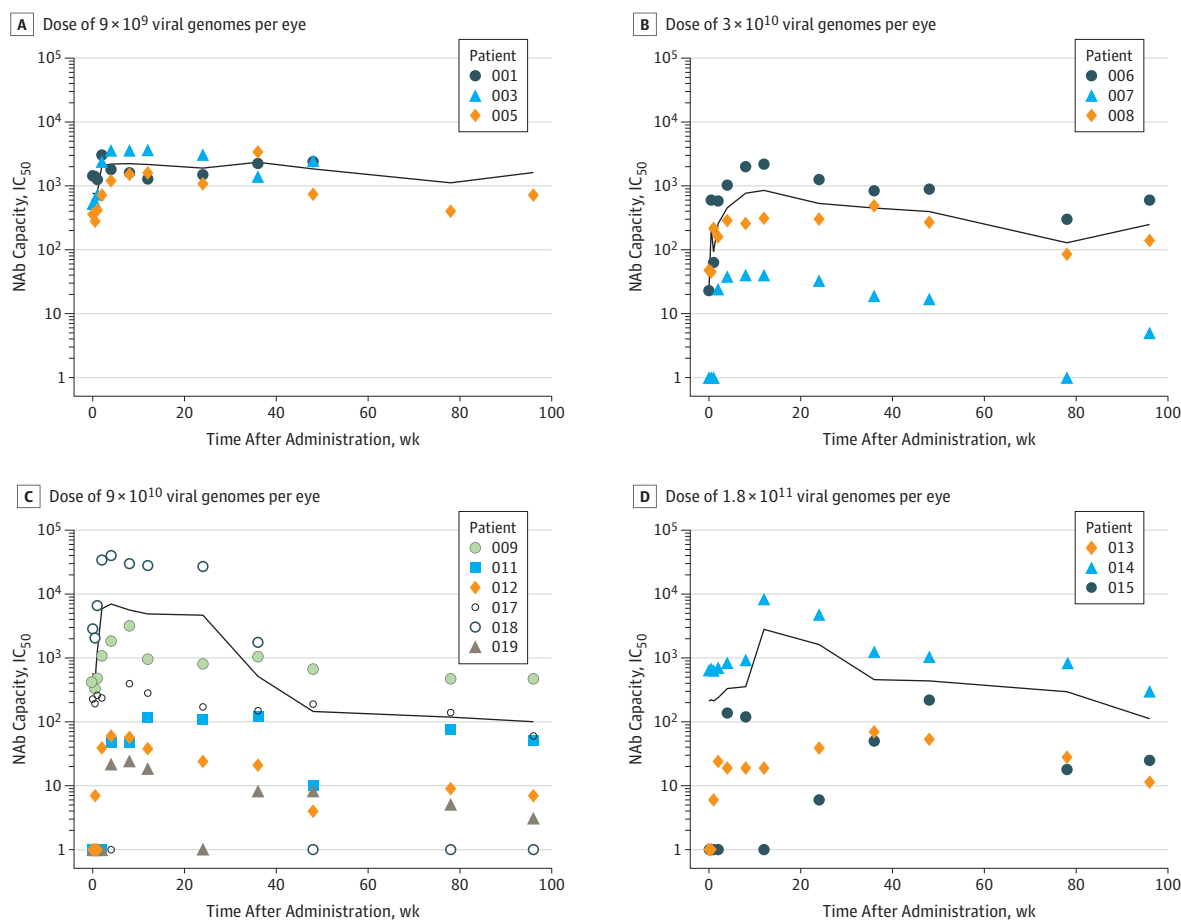 A Dose of 9 × 10⁹ viral genomes per eye
NAb Capacity, IC₅₀
10⁵
10⁴
10³
10²
10
1
0 20 40 60 80 100
Time After Administration, wk
Patient
001
003
005
B Dose of 3 × 10¹⁰ viral genomes per eye
NAb Capacity, IC₅₀
10⁵
10⁴
10³
10²
10
1
0 20 40 60 80 100
Time After Administration, wk
Patient
006
007
008
C Dose of 9 × 10¹⁰ viral genomes per eye
NAb Capacity, IC₅₀
10⁵
10⁴
10³
10²
10
1
0 20 40 60 80 100
Time After Administration, wk
Patient
009
011
012
017
018
019
D Dose of 1.8 × 10¹¹ viral genomes per eye
NAb Capacity, IC₅₀
10⁵
10⁴
10³
10²
10
1
0 20 40 60 80 100
Time After Administration, wk
Patient
013
014
015